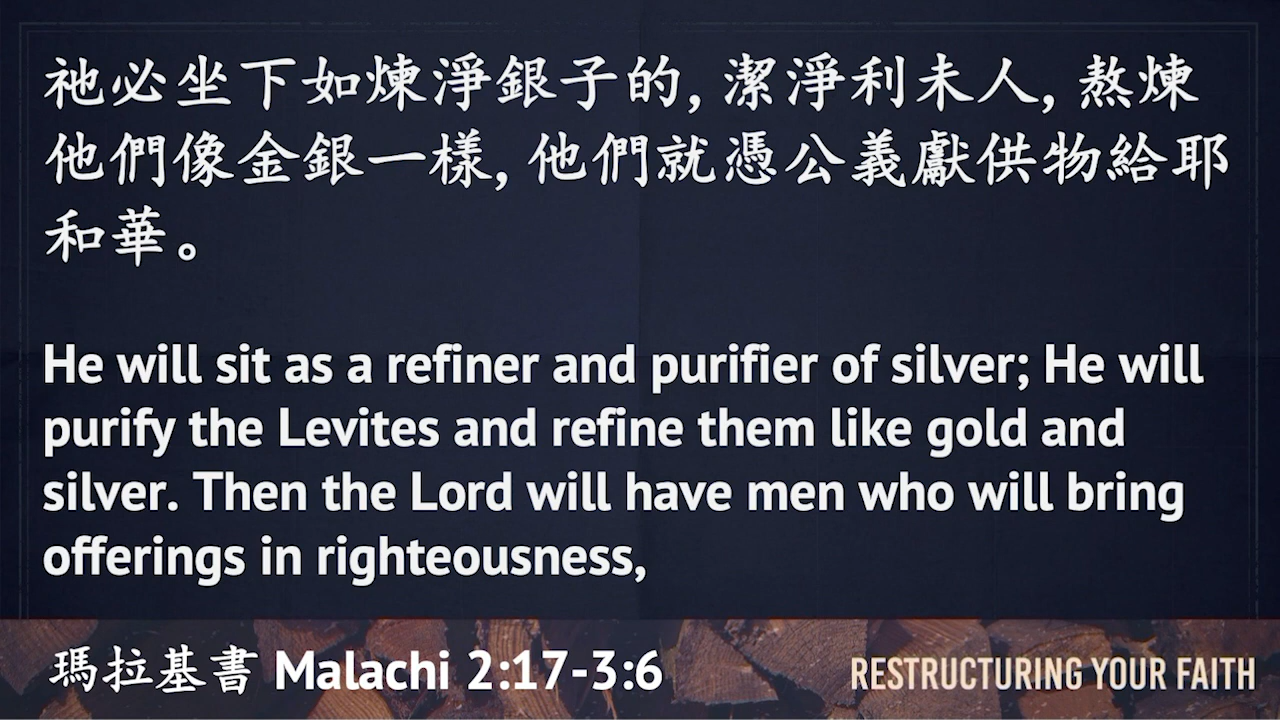 祂必坐下如煉淨銀子的, 潔淨利未人, 熬煉
他們像金銀一樣, 他們就憑公義獻供物給耶
和華。
He will sit as a refiner and purifier of silver; He will
purify the Levites and refine them like gold and
silver. Then the Lord will have men who will bring
offerings in righteousness,
瑪拉基書 Malachi 2:17-3:6
RESTRUCTURING YOUR FAITH